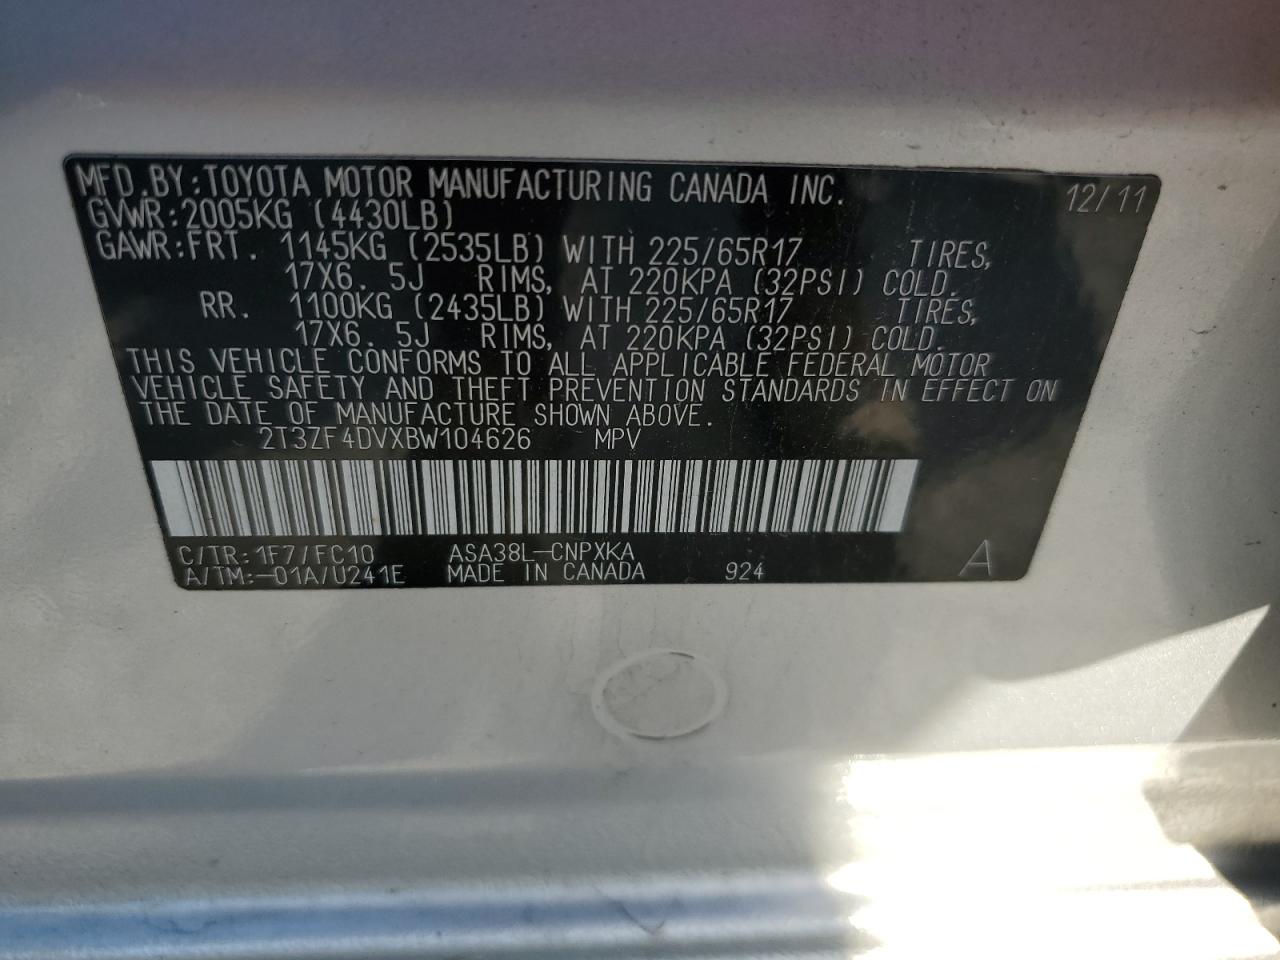 MFD.BY:TOYOTA MOTOR MANUFACTURING CANADA INC. 12/11
GVWR:2005KG (4430LB)
GAWR:FRT. 1145KG (2535LB) WITH 225/65R17 TIRES,
17X6. 5J RIMS, AT 220KPA (32PSI) COLD.
RR. 1100KG (2435LB) WITH 225/65R17 TIRES,
17X6. 5J RIMS, AT 220KPA (32PSI) COLD.
THIS VEHICLE CONFORMS TO ALL APPLICABLE FEDERAL MOTOR
VEHICLE SAFETY AND THEFT PREVENTION STANDARDS IN EFFECT ON
THE DATE OF MANUFACTURE SHOWN ABOVE.
2T3ZF4DVXBW104626 MPV
C/TR:1F7/FC10 ASA38L-CNPXKA
A/TM:-01A/U241E MADE IN CANADA 924 A